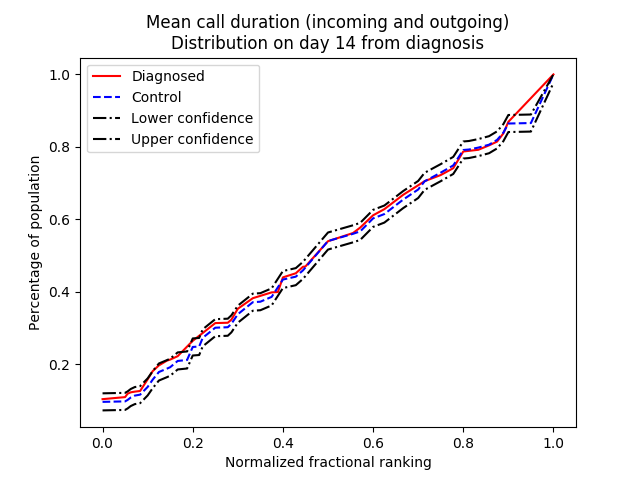 Mean call duration (incoming and outgoing)
Distribution on day 14 from diagnosis
Diagnosed
Control
Lower confidence
Upper confidence
Percentage of population
1.0
0.8
0.6
0.4
0.2
0.0 0.2 0.4 0.6 0.8 1.0
Normalized fractional ranking